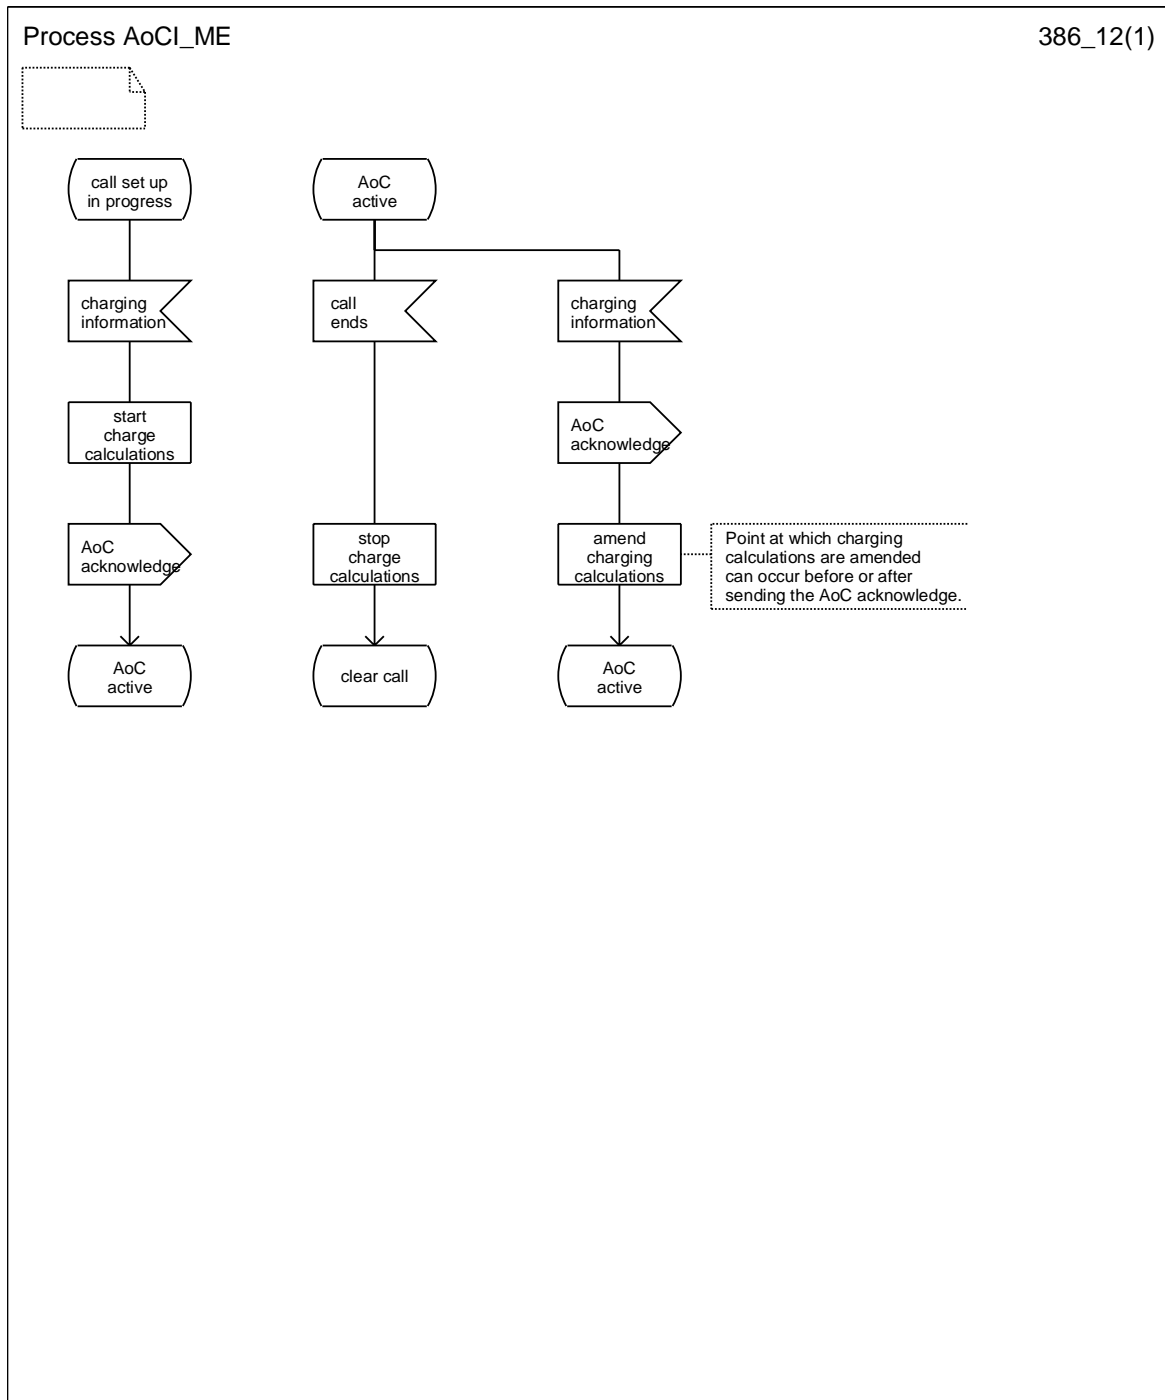 Process AoCI_ME
386_12(1)
call set up
in progress
charging
information
start
charge
calculations
AoC
acknowledge
AoC
active
AoC
active
call
ends
stop
charge
calculations
clear call
charging
information
AoC
acknowledge
amend
charging
calculations
Point at which charging
calculations are amended
can occur before or after
sending the AoC acknowledge.
AoC
active